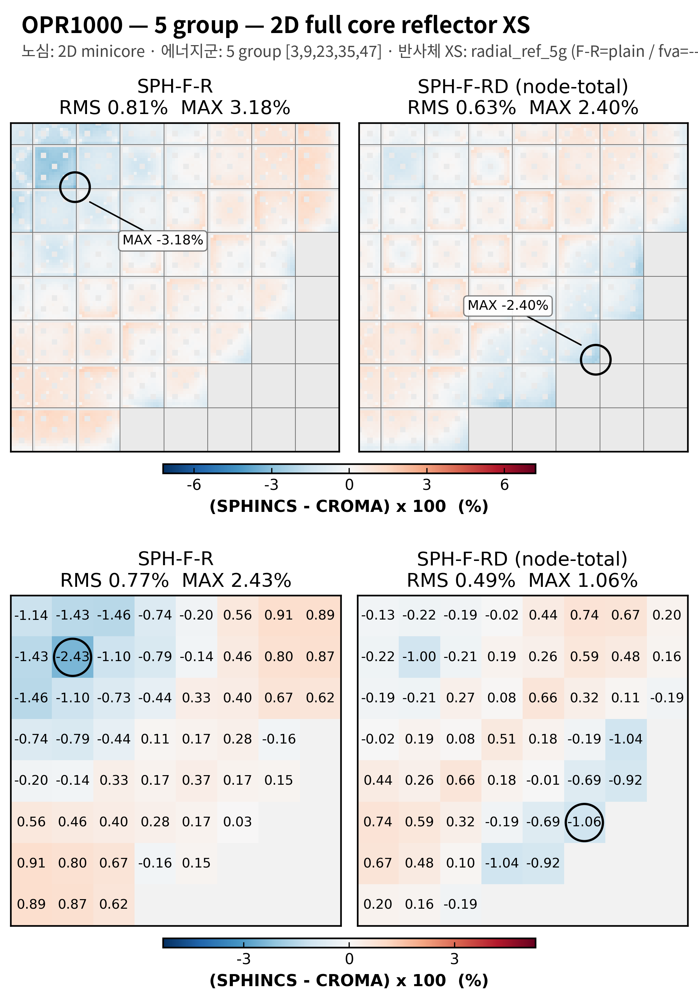 OPR1000 — 5 group — 2D full core reflector XS
노심: 2D minicore · 에너지군: 5 group [3,9,23,35,47] · 반사체 XS: radial_ref_5g (F-R=plain / fva=--
SPH-F-R
RMS 0.81% MAX 3.18%
SPH-F-RD (node-total)
RMS 0.63% MAX 2.40%
MAX -3.18%
MAX -2.40%
-6 -3 0 3 6
(SPHINCS - CROMA) x 100 (%)
SPH-F-R
RMS 0.77% MAX 2.43%
-1.14 -1.43 -1.46 -0.74 -0.20 0.56 0.91 0.89
-1.43 -2.43 -1.10 -0.79 -0.14 0.46 0.80 0.87
-1.46 -1.10 -0.73 -0.44 0.33 0.40 0.67 0.62
-0.74 -0.79 -0.44 0.11 0.17 0.28 -0.16
-0.20 -0.14 0.33 0.17 0.37 0.17 0.15
0.56 0.46 0.40 0.28 0.17 0.03
0.91 0.80 0.67 -0.16 0.15
0.89 0.87 0.62
SPH-F-RD (node-total)
RMS 0.49% MAX 1.06%
-0.13 -0.22 -0.19 -0.02 0.44 0.74 0.67 0.20
-0.22 -1.00 -0.21 0.19 0.26 0.59 0.48 0.16
-0.19 -0.21 0.27 0.08 0.66 0.32 0.11 -0.19
-0.02 0.19 0.08 0.51 0.18 -0.19 -1.04
0.44 0.26 0.66 0.18 -0.01 -0.69 -0.92
0.74 0.59 0.32 -0.19 -0.69 -1.06
0.67 0.48 0.10 -1.04 -0.92
0.20 0.16 -0.19
-3 0 3
(SPHINCS - CROMA) x 100 (%)